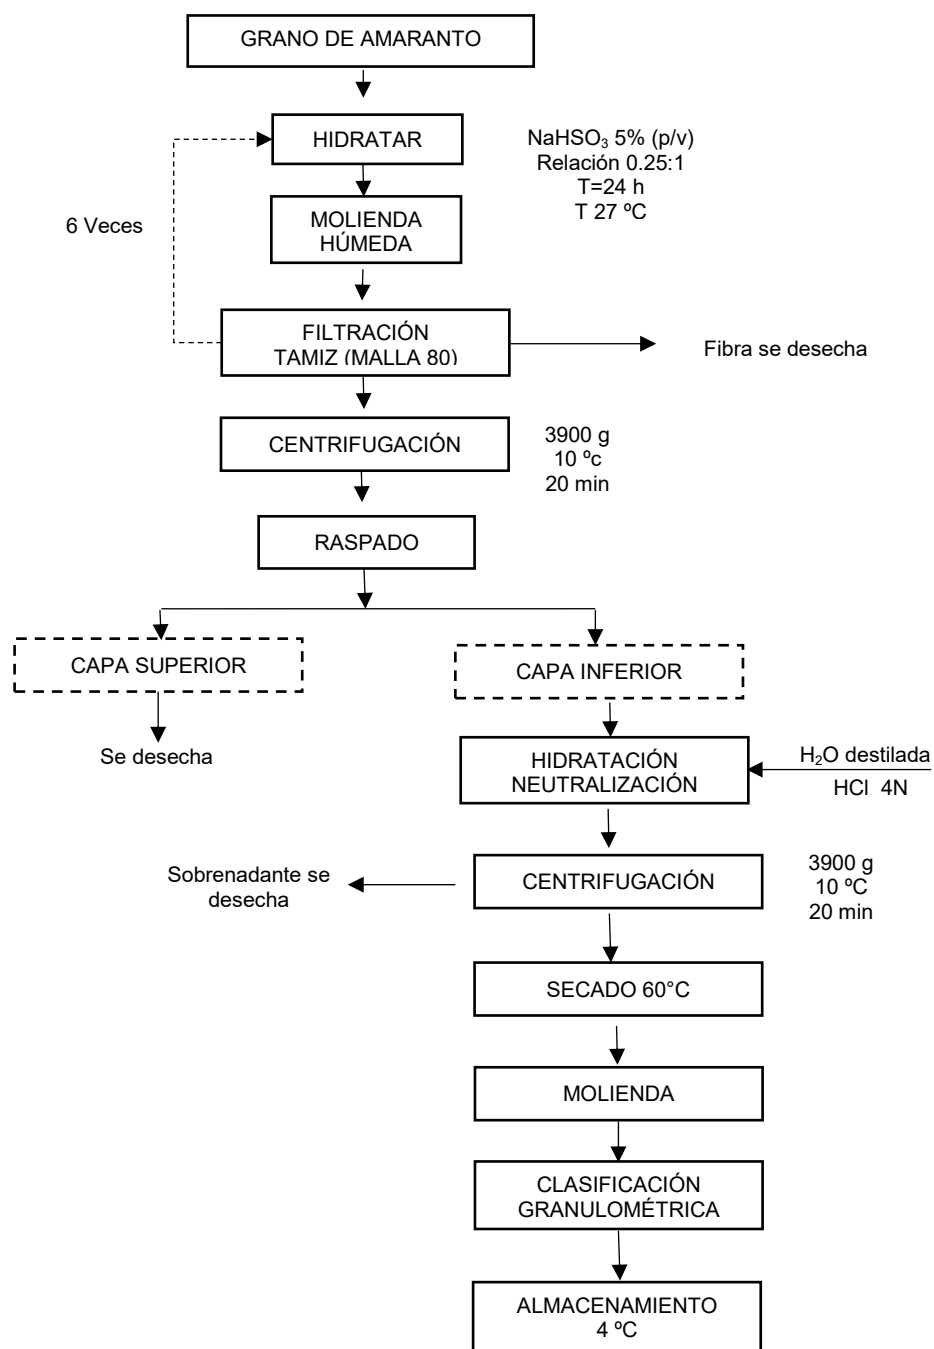 GRANO DE AMARANTO
HIDRATAR
NaHSO3 5% (p/v)
Relación 0.25:1
T=24 h
T 27 ºC
6 Veces
MOLIENDA
HÚMEDA
FILTRACIÓN
TAMIZ (MALLA 80)
Fibra se desecha
CENTRIFUGACIÓN
3900 g
10 ºc
20 min
RASPADO
CAPA SUPERIOR
CAPA INFERIOR
Se desecha
HIDRATACIÓN
NEUTRALIZACIÓN
H2O destilada
HCl 4N
Sobrenadante se
desecha
CENTRIFUGACIÓN
3900 g
10 ºC
20 min
SECADO 60°C
MOLIENDA
CLASIFICACIÓN
GRANULOMÉTRICA
ALMACENAMIENTO
4 ºC